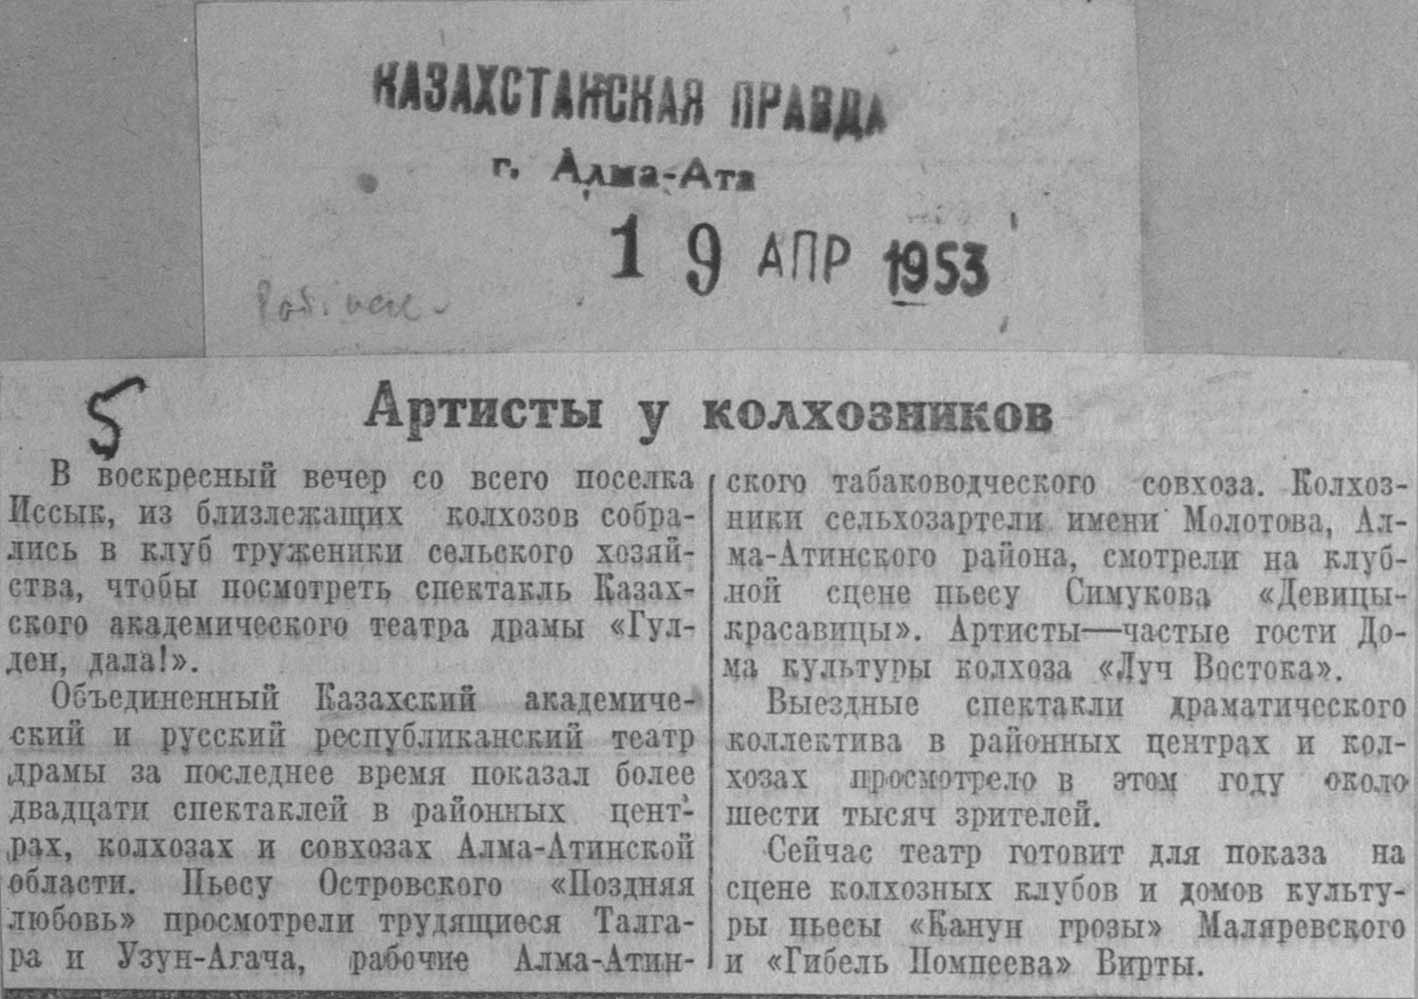 КАЗАХСТАНСКАЯ ПРАВДА
г. Алма-Ата
19 АПР 1953
5
Артисты у колхозников
В воскресный вечер со всего поселка
Иссык, из близлежащих колхозов собра-
лись в клуб труженики сельского хозяй-
ства, чтобы посмотреть спектакль Казах-
ского академического театра драмы «Гул-
ден, дала!».
Объединенный Казахский академиче-
ский и русский республиканский театр
драмы за последнее время показал более
двадцати спектаклей в районных цент-
рах, колхозах и совхозах Алма-Атинской
области. Пьесу Островского «Поздняя
любовь» просмотрели трудящиеся Талга-
ра и Узун-Агача, рабочие Алма-Атин-
ского табаководческого совхоза. Колхоз-
ники сельхозартели имени Молотова, Ал-
ма-Атинского района, смотрели на клуб-
ной сцене пьесу Симукова «Девицы-
красавицы». Артисты—частые гости До-
ма культуры колхоза «Луч Востока».
Выездные спектакли драматического
коллектива в районных центрах и кол-
хозах просмотрело в этом году около
шести тысяч зрителей.
Сейчас театр готовит для показа на
сцене колхозных клубов и домов культу-
ры пьесы «Канун грозы» Маляревского
и «Гибель Помпеева» Вирты.